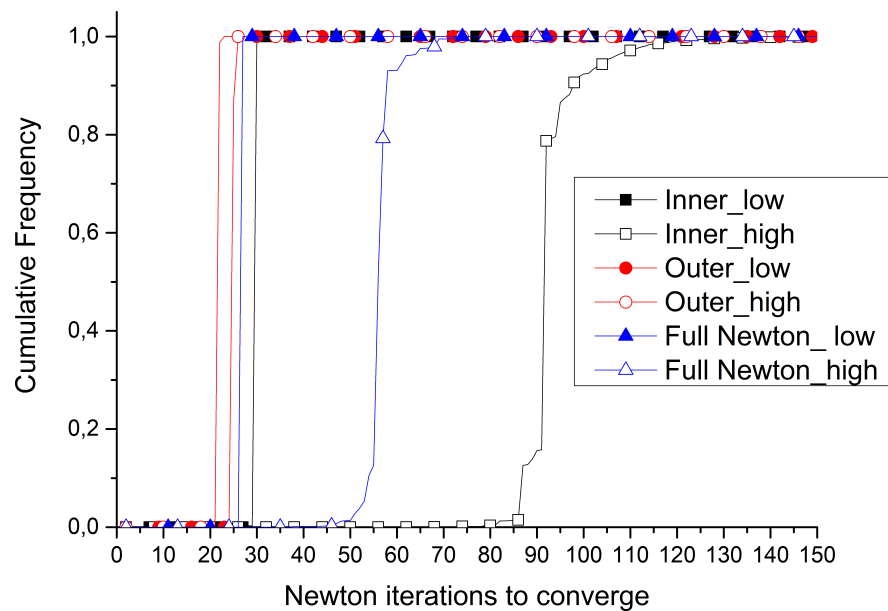 1,0
0,8
0,6
0,4
0,2
0,0
Cumulative Frequency
Inner_low
Inner_high
Outer_low
Outer_high
Full Newton_ low
Full Newton_high
0 10 20 30 40 50 60 70 80 90 100 110 120 130 140 150
Newton iterations to converge